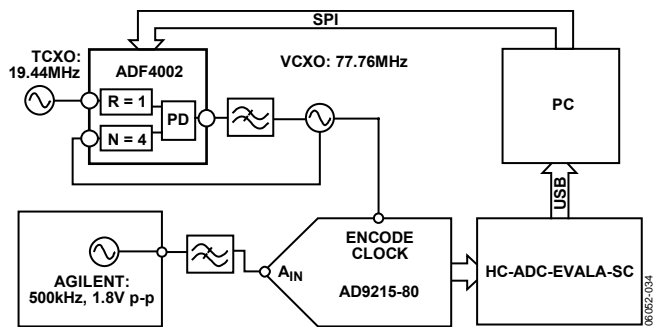 SPI
TCXO:
19.44MHz
ADF4002
VCXO: 77.76MHz
R = 1
PD
N = 4
PC
USB
ENCODE
CLOCK
A_IN
AD9215-80
HC-ADC-EVALA-SC
AGILENT:
500kHz, 1.8V p-p
06052-034